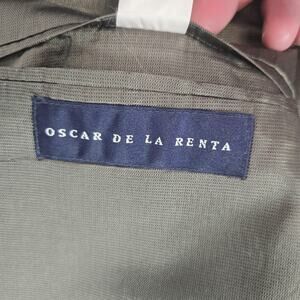 OSCAR DE LA RENTA